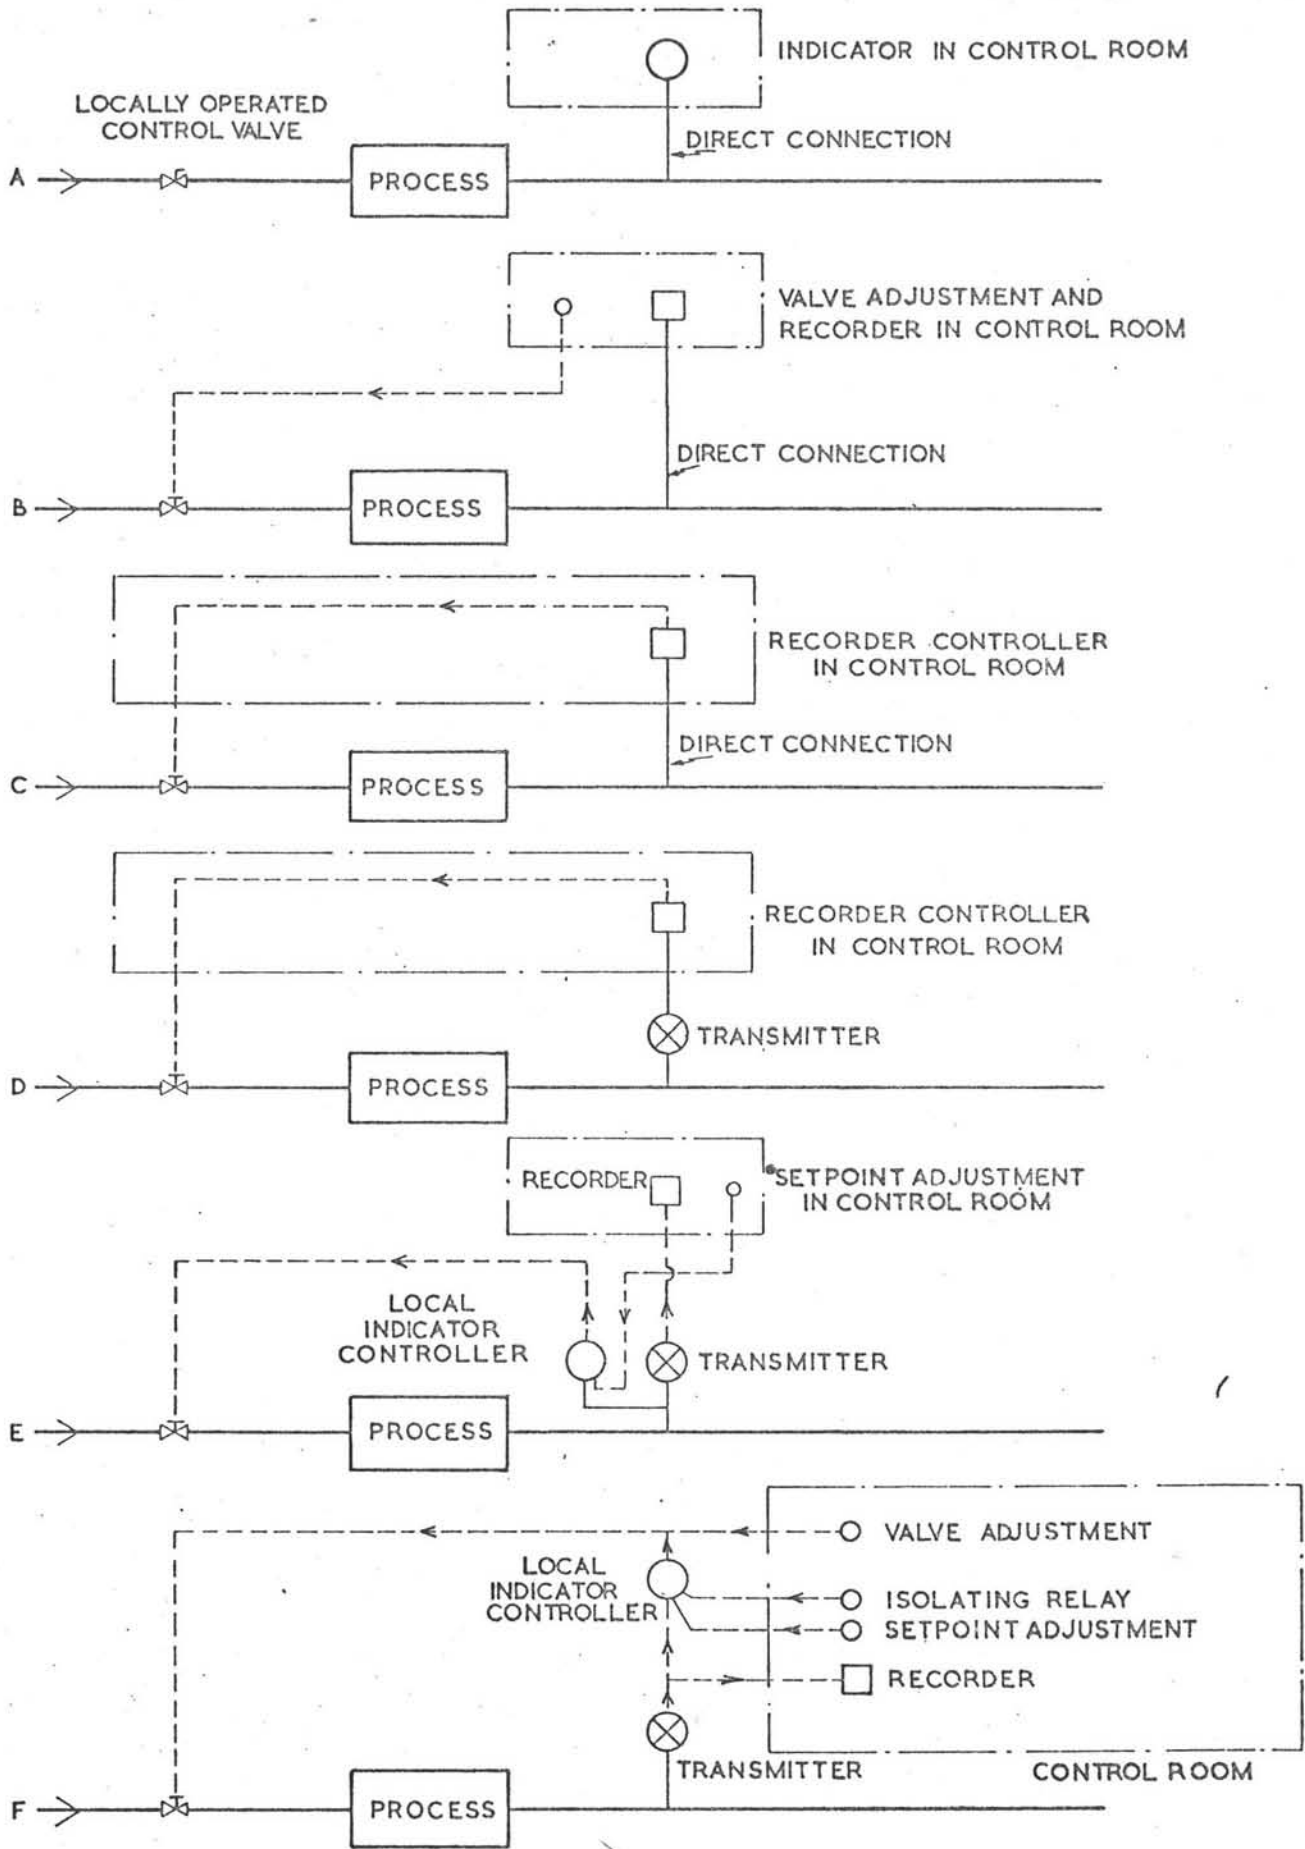 INDICATOR IN CONTROL ROOM
LOCALLY OPERATED
CONTROL VALVE
DIRECT CONNECTION
A
PROCESS
VALVE ADJUSTMENT AND
RECORDER IN CONTROL ROOM
DIRECT CONNECTION
B
PROCESS
RECORDER CONTROLLER
IN CONTROL ROOM
DIRECT CONNECTION
C
PROCESS
RECORDER CONTROLLER
IN CONTROL ROOM
TRANSMITTER
D
PROCESS
RECORDER
SETPOINT ADJUSTMENT
IN CONTROL ROOM
LOCAL
INDICATOR
CONTROLLER
TRANSMITTER
E
PROCESS
VALVE ADJUSTMENT
LOCAL
INDICATOR
CONTROLLER
ISOLATING RELAY
SETPOINT ADJUSTMENT
RECORDER
TRANSMITTER
CONTROL ROOM
F
PROCESS